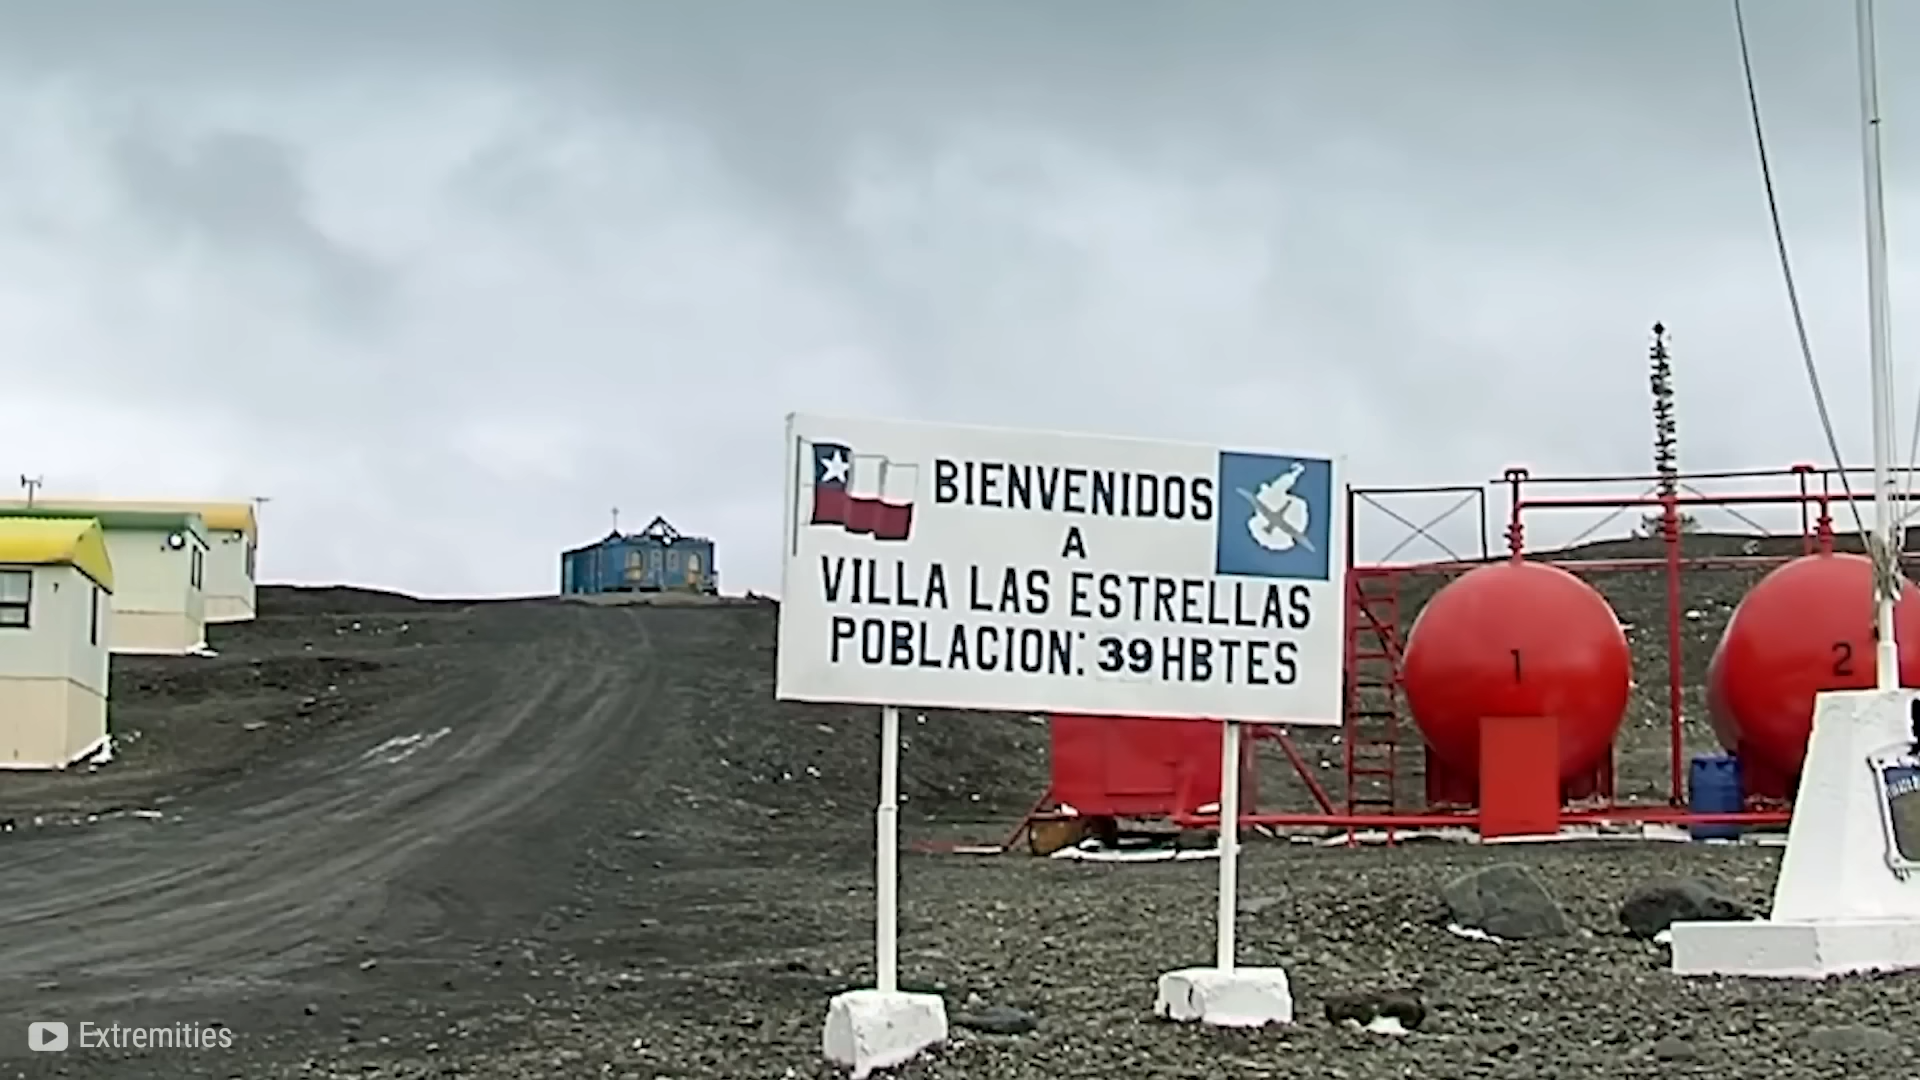 BIENVENIDOS
A
VILLA LAS ESTRELLAS
POBLACION: 39 HBTES
1
2
Extremities